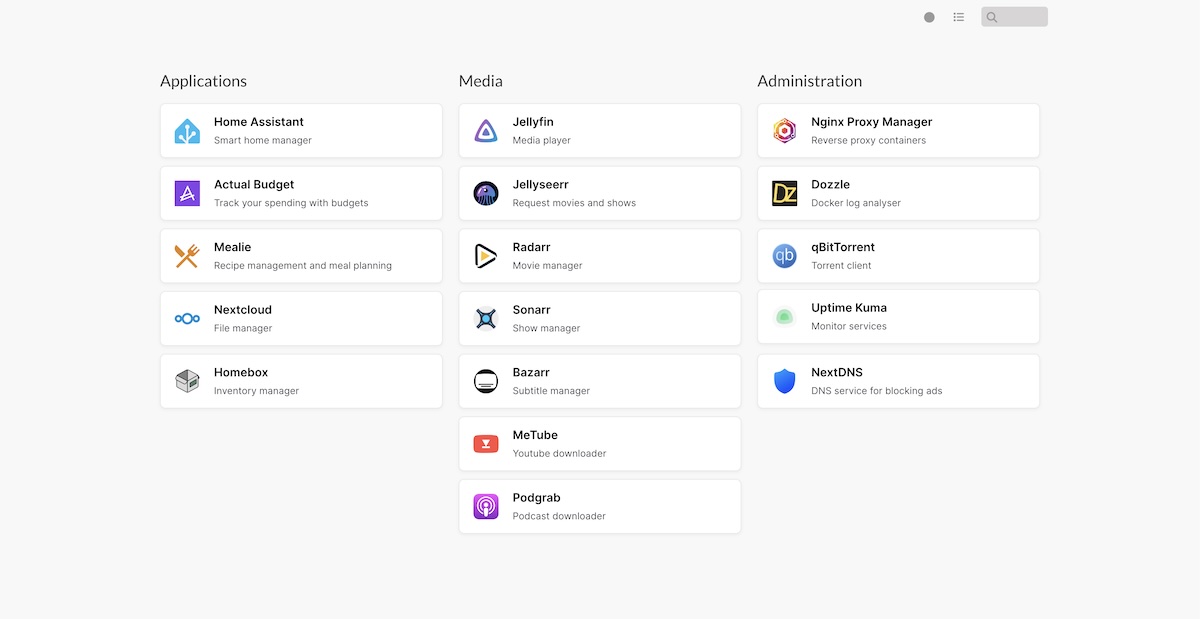 Applications
Home Assistant
Smart home manager
Actual Budget
Track your spending with budgets
Mealie
Recipe management and meal planning
Nextcloud
File manager
Homebox
Inventory manager
Media
Jellyfin
Media player
Jellyseerr
Request movies and shows
Radarr
Movie manager
Sonarr
Show manager
Bazarr
Subtitle manager
MeTube
Youtube downloader
Podgrab
Podcast downloader
Administration
Nginx Proxy Manager
Reverse proxy containers
DZ
Dozzle
Docker log analyser
qb
qBitTorrent
Torrent client
Uptime Kuma
Monitor services
NextDNS
DNS service for blocking ads